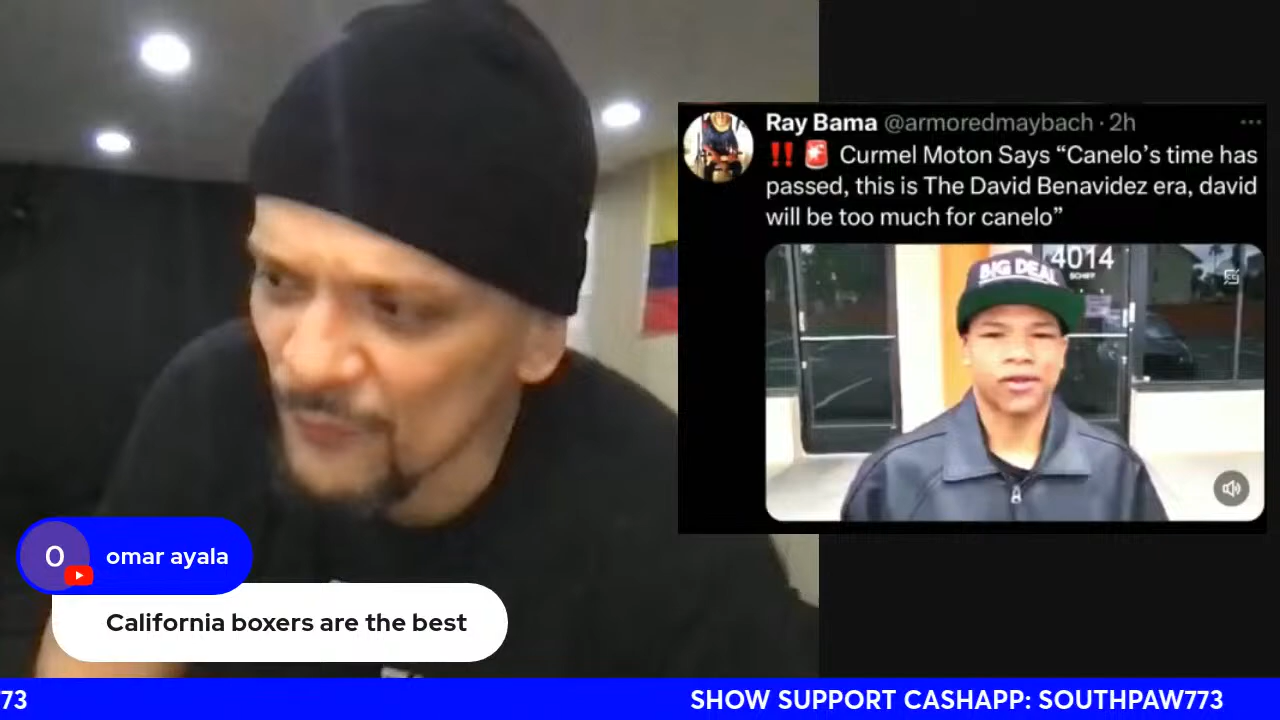 Ray Bama @armoredmaybach · 2h
‼️🚨 Curmel Moton Says “Canelo’s time has
passed, this is The David Benavidez era, david
will be too much for canelo”
4014
SCHIFF
BIG DEAL
O omar ayala
California boxers are the best
73 SHOW SUPPORT CASHAPP: SOUTHPAW773